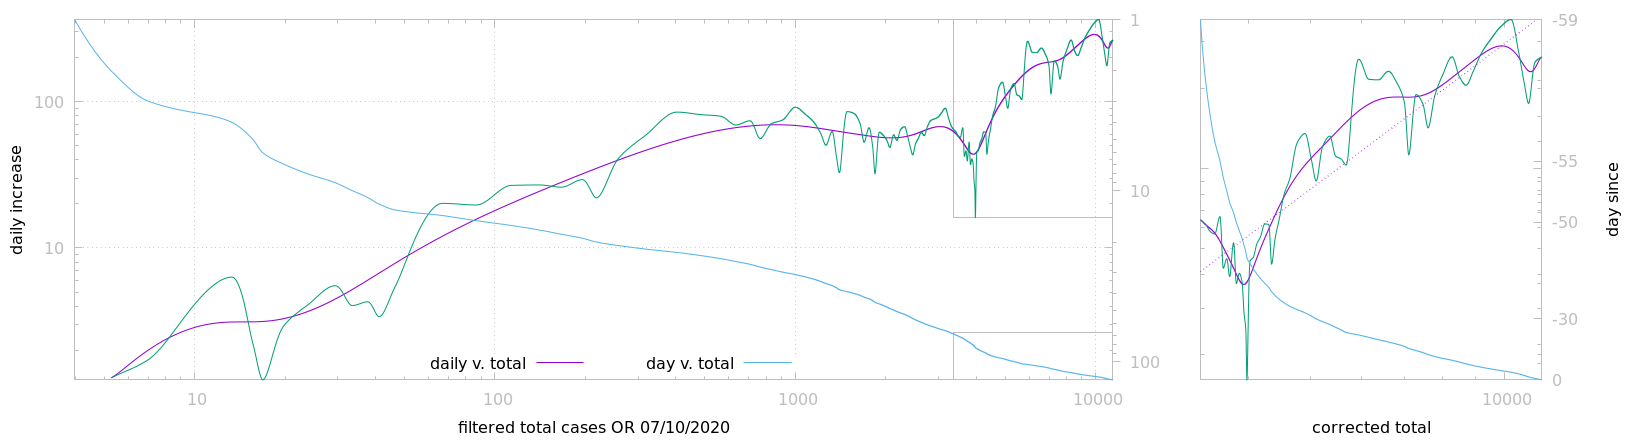 daily increase
100
10
10
100
1000
10000
1
10
100
daily v. total
day v. total
filtered total cases OR 07/10/2020
-59
-55
-50
-30
0
day since
10000
corrected total